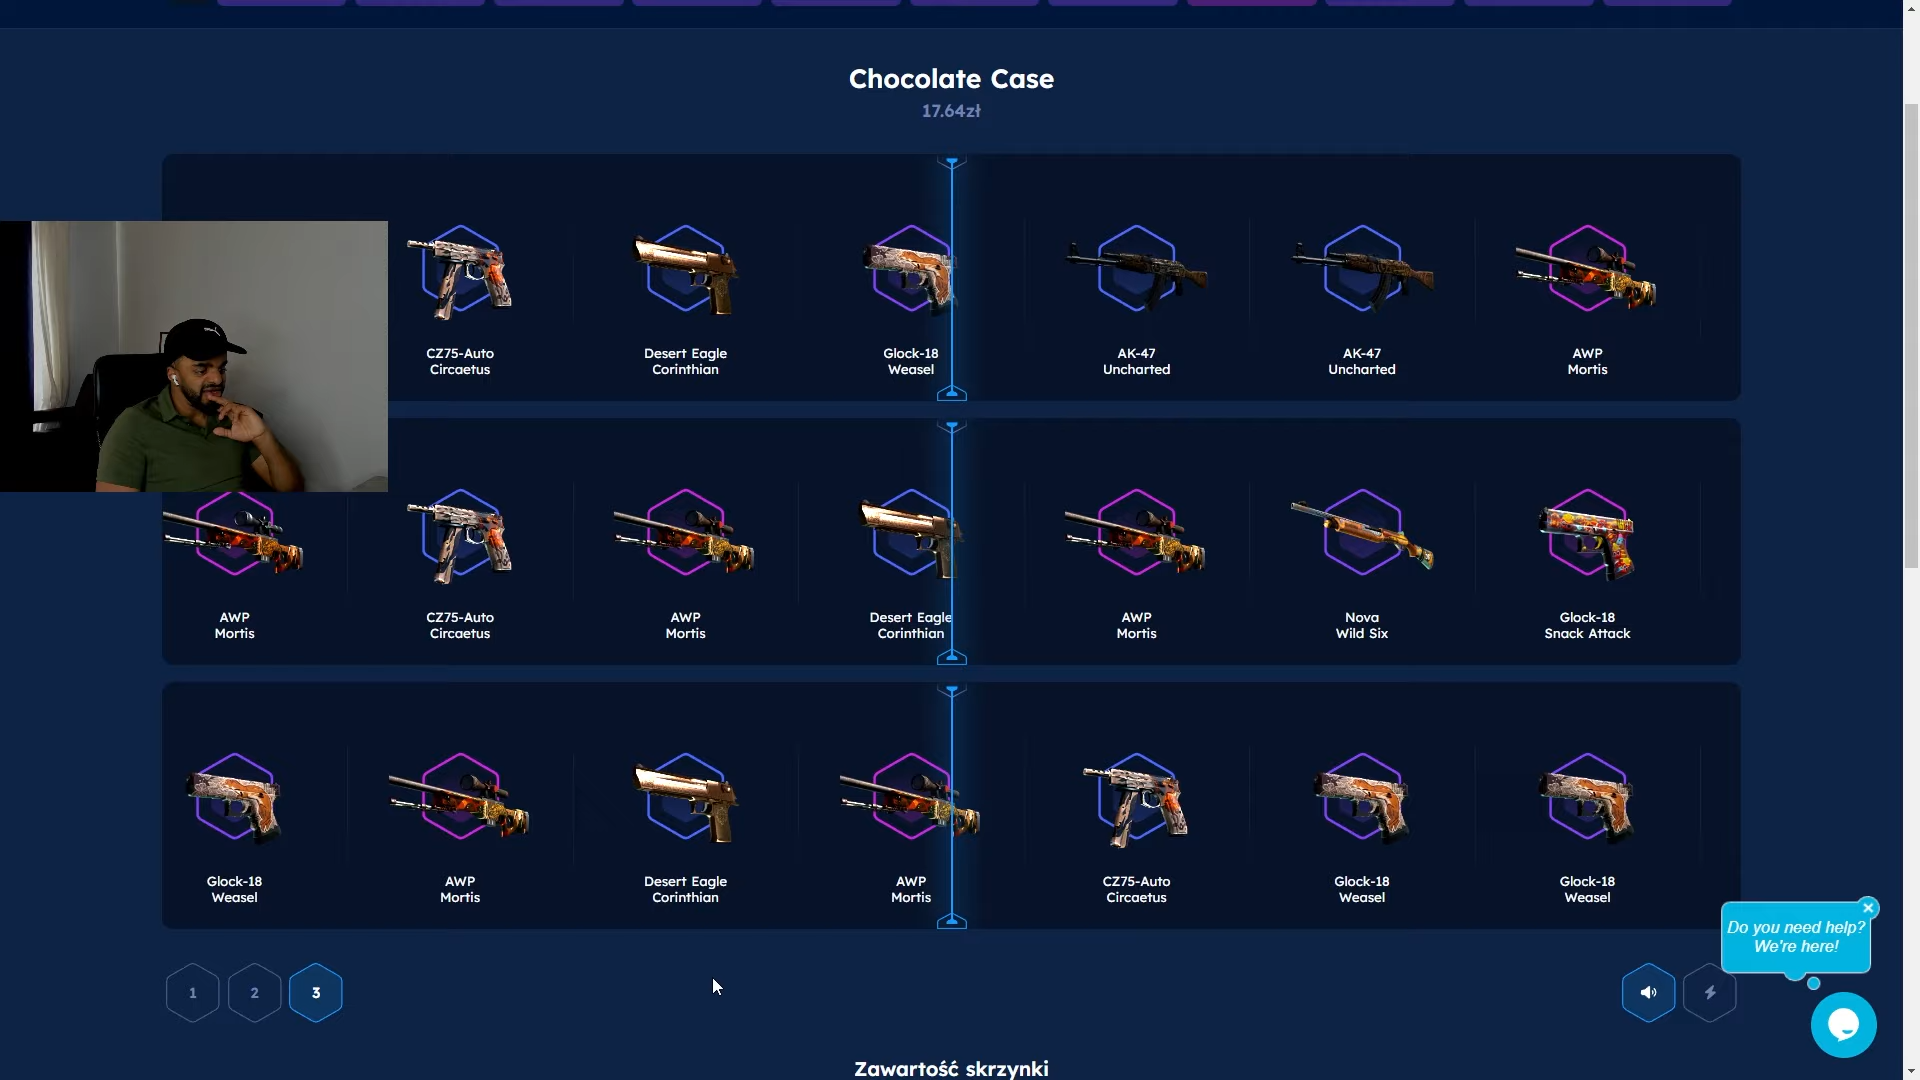 Chocolate Case
17.64zł
CZ75-Auto
Circaetus
Desert Eagle
Corinthian
Glock-18
Weasel
AK-47
Uncharted
AK-47
Uncharted
AWP
Mortis
AWP
Mortis
CZ75-Auto
Circaetus
AWP
Mortis
Desert Eagle
Corinthian
AWP
Mortis
Nova
Wild Six
Glock-18
Snack Attack
Glock-18
Weasel
AWP
Mortis
Desert Eagle
Corinthian
AWP
Mortis
CZ75-Auto
Circaetus
Glock-18
Weasel
Glock-18
Weasel
Do you need help?
We're here!
1
2
3
Zawartość skrzynki